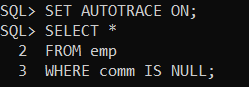 SQL> SET AUTOTRACE ON;
SQL> SELECT *
2 FROM emp
3 WHERE comm IS NULL;